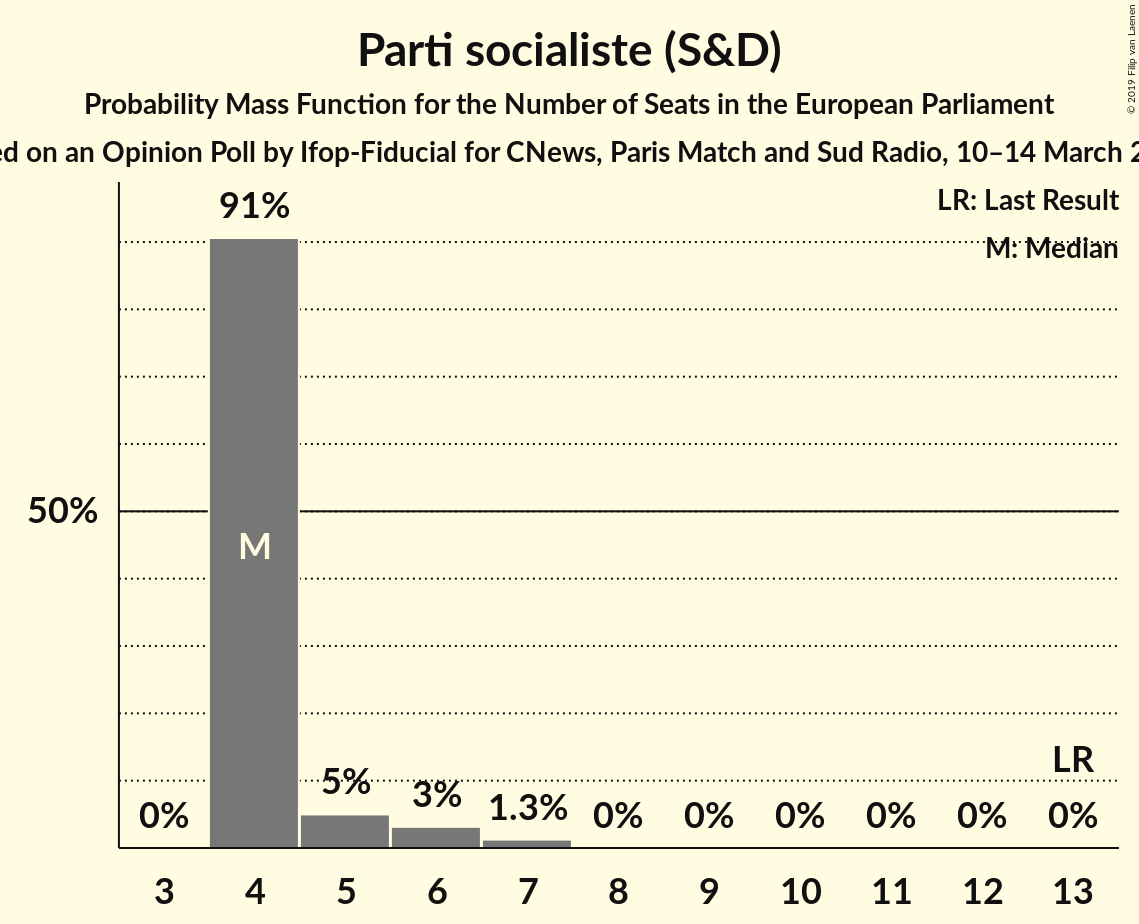 Parti socialiste (S&D)
Probability Mass Function for the Number of Seats in the European Parliament
on an Opinion Poll by Ifop-Fiducial for CNews, Paris Match and Sud Radio, 10–14 March
© 2019 Filip van Laenen
LR: Last Result
M: Median
91%
50%
M
LR
0% 5% 3% 1.3% 0% 0% 0% 0% 0% 0%
3 4 5 6 7 8 9 10 11 12 13